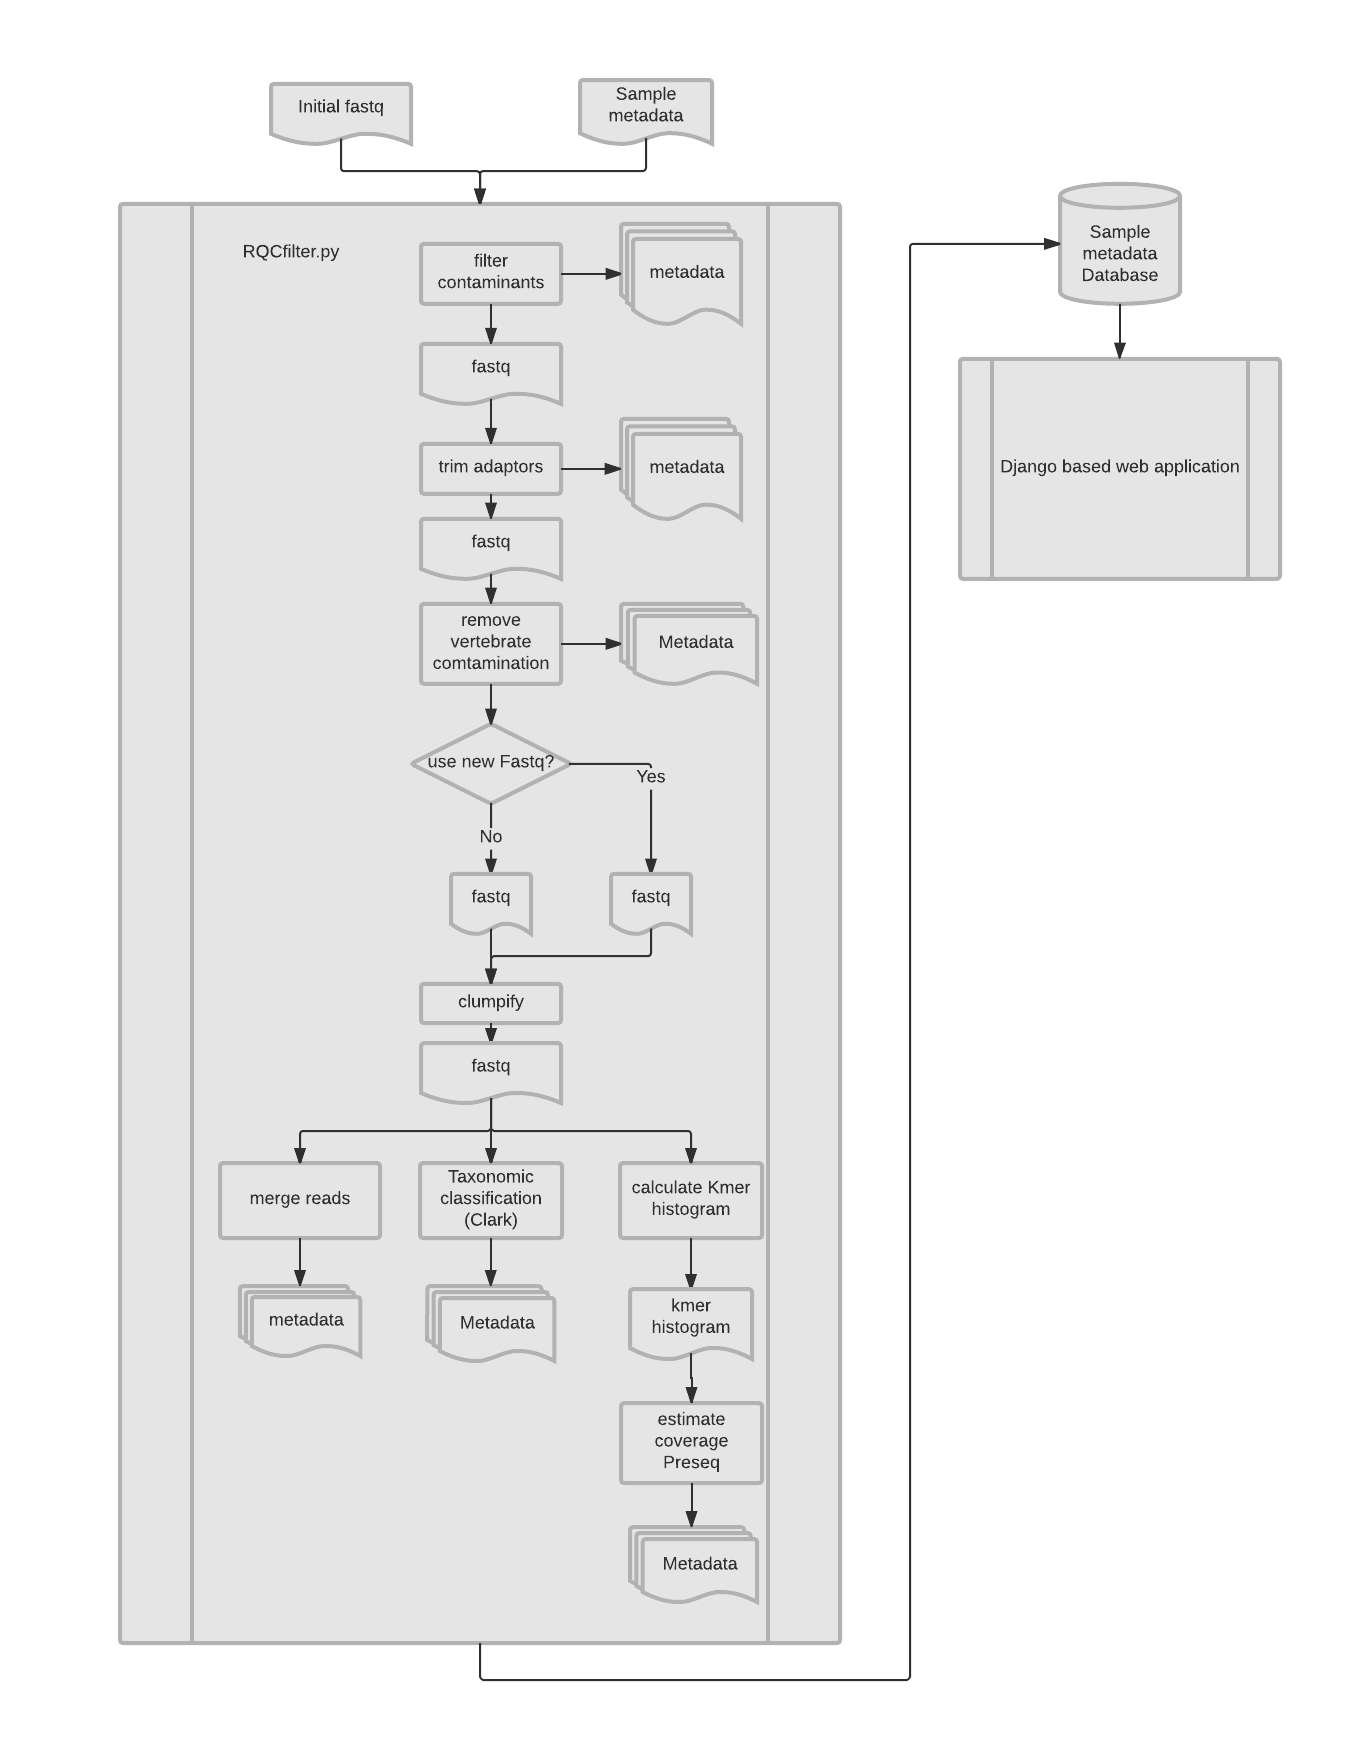 Initial fastq
Sample
metadata
RQCfilter.py
filter
contaminants
metadata
fastq
trim adaptors
metadata
fastq
remove
vertebrate
comtamination
Metadata
use new Fastq?
Yes
No
fastq
fastq
clumpify
fastq
merge reads
Taxonomic
classification
(Clark)
calculate Kmer
histogram
metadata
Metadata
kmer
histogram
estimate
coverage
Preseq
Metadata
Sample
metadata
Database
Django based web application